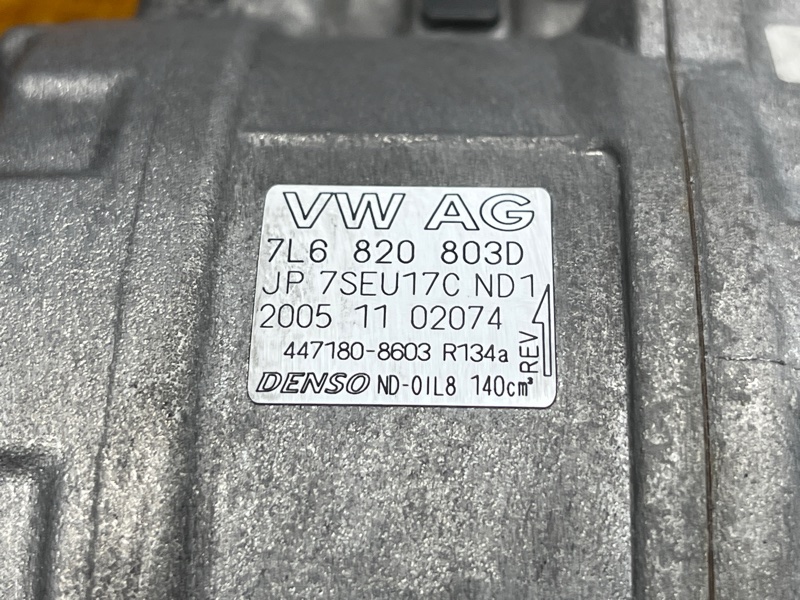 VW AG
7L6 820 803D
JP 7SEU17C ND1
2005 11 02074
447180-8603 R134a
DENSO ND-OIL8 140cm³
REV